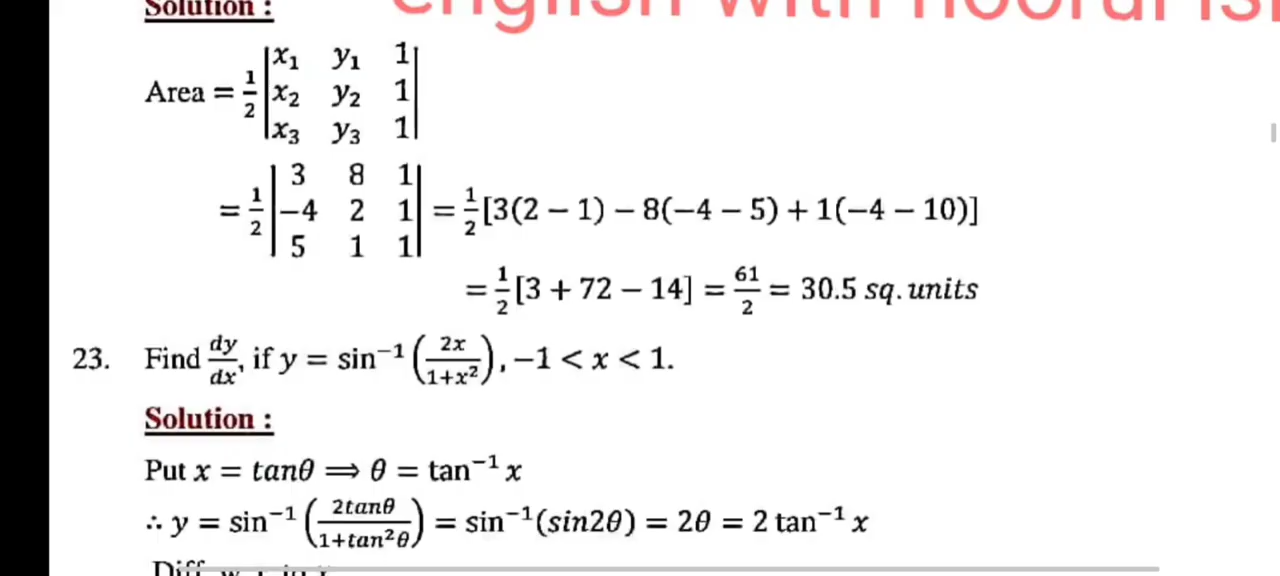 Solution :
english with
Area = 1/2 |x₁ y₁ 1|
|x₂ y₂ 1|
|x₃ y₃ 1|
= 1/2 |3 8 1|
|−4 2 1|
|5 1 1| = 1/2 [3(2 − 1) − 8(−4 − 5) + 1(−4 − 10)]
= 1/2 [3 + 72 − 14] = 61/2 = 30.5 sq. units
23. Find dy/dx, if y = sin⁻¹(2x/(1+x²)), −1 < x < 1.
Solution :
Put x = tanθ ⟹ θ = tan⁻¹ x
∴ y = sin⁻¹(2tanθ/(1+tan²θ)) = sin⁻¹(sin2θ) = 2θ = 2 tan⁻¹ x
Diff